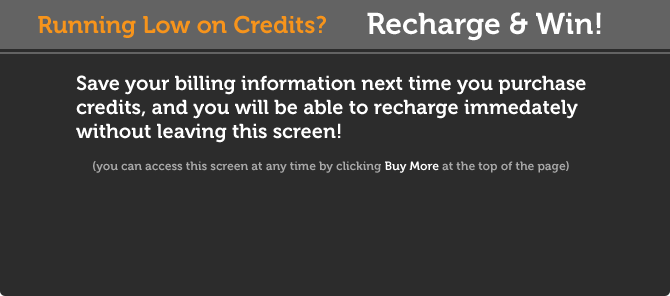 Running Low on Credits? Recharge & Win!
Save your billing information next time you purchase
credits, and you will be able to recharge immedately
without leaving this screen!
(you can access this screen at any time by clicking Buy More at the top of the page)